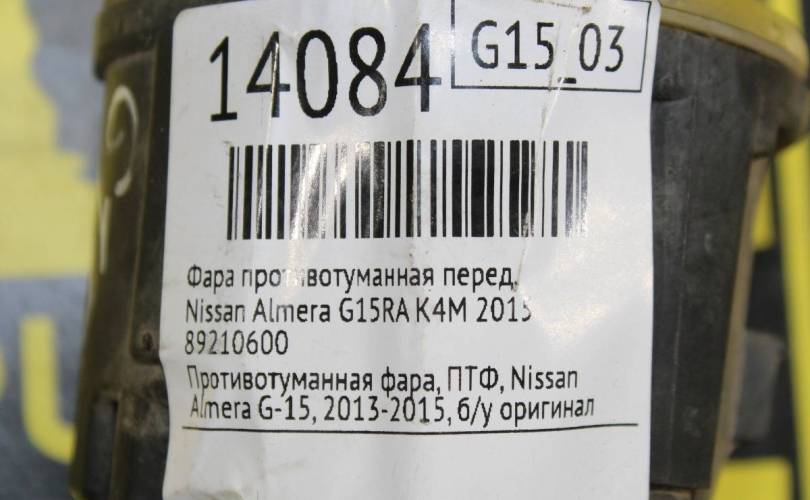 14084
G15_03
Фара противотуманная перед.
Nissan Almera G15RA K4M 2015
89210600
Противотуманная фара, ПТФ, Nissan
Almera G-15, 2013-2015, б/у оригинал